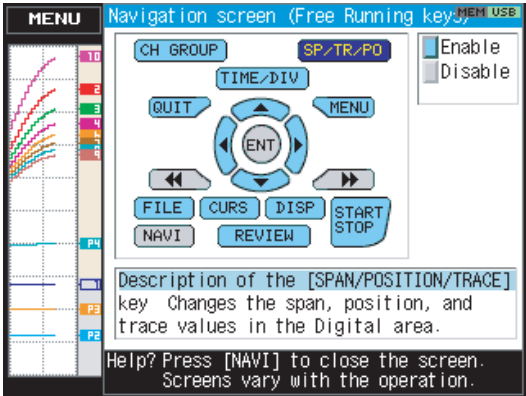 MENU
Navigation screen (Free Running keys)
MEM USB
CH GROUP
SP/TR/PO
Enable
Disable
TIME/DIV
QUIT
MENU
ENT
FILE
CURS
DISP
START
STOP
NAVI
REVIEW
10
2
3
4
9
P4
1
P3
P2
Description of the [SPAN/POSITION/TRACE]
key Changes the span, position, and
trace values in the Digital area.
Help? Press [NAVI] to close the screen.
Screens vary with the operation.